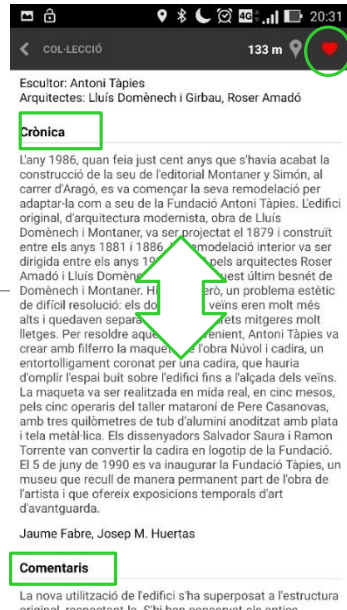 4G 20:31
COL·LECCIÓ 133 m
Escultor: Antoni Tàpies
Arquitectes: Lluís Domènech i Girbau, Roser Amadó
Crònica
L'any 1986, quan feia just cent anys que s'havia acabat la
construcció de la seu de l'editorial Montaner y Simón, al
carrer d'Aragó, es va començar la seva remodelació per
adaptar-la com a seu de la Fundació Antoni Tàpies. L'edifici
original, d'arquitectura modernista, obra de Lluís
Domènech i Montaner, va ser projectat el 1879 i construït
entre els anys 1881 i 1886. remodelació interior va ser
dirigida entre els anys pels arquitectes Roser
Amadó i Lluís últim besnét de
Domènech i Montaner. un problema estètic
de difícil resolució: els veïns eren molt més
alts i quedaven mitgeres molt
lletges. Per resoldre Antoni Tàpies va
crear amb filferro la l'obra Núvol i cadira, un
entortolligament coronat per una cadira, que hauria
d'omplir l'espai buit sobre l'edifici fins a l'alçada dels veïns.
La maqueta va ser realitzada en mida real, en cinc mesos,
pels cinc operaris del taller mataroní de Pere Casanovas,
amb tres quilòmetres de tub d'alumini anoditzat amb plata
i tela metàl·lica. Els dissenyadors Salvador Saura i Ramon
Torrente van convertir la cadira en logotip de la Fundació.
El 5 de juny de 1990 es va inaugurar la Fundació Tàpies, un
museu que recull de manera permanent part de l'obra de
l'artista i que ofereix exposicions temporals d'art
d'avantguarda.
Jaume Fabre, Josep M. Huertas
Comentaris
La nova utilització de l'edifici s'ha superposat a l'estructura